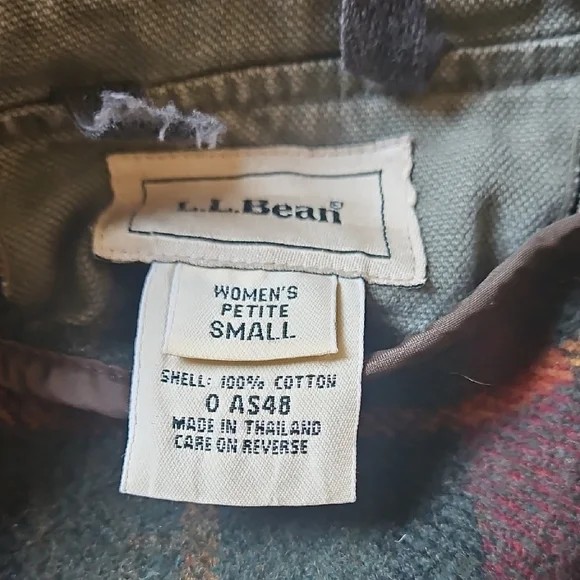 L.L.Bean®
WOMEN'S
PETITE
SMALL
SHELL: 100% COTTON
0 AS48
MADE IN THAILAND
CARE ON REVERSE